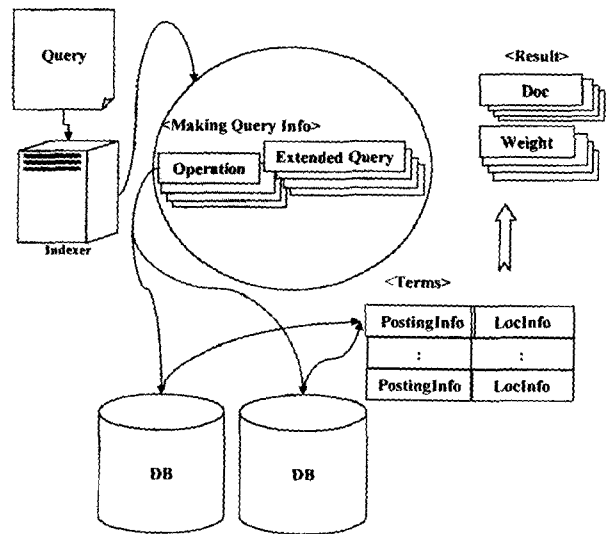 Query
Indexer
<Making Query Info>
Operation
Extended Query
<Result>
Doc
Weight
<Terms>
PostingInfo LocInfo
: :
PostingInfo LocInfo
DB
DB